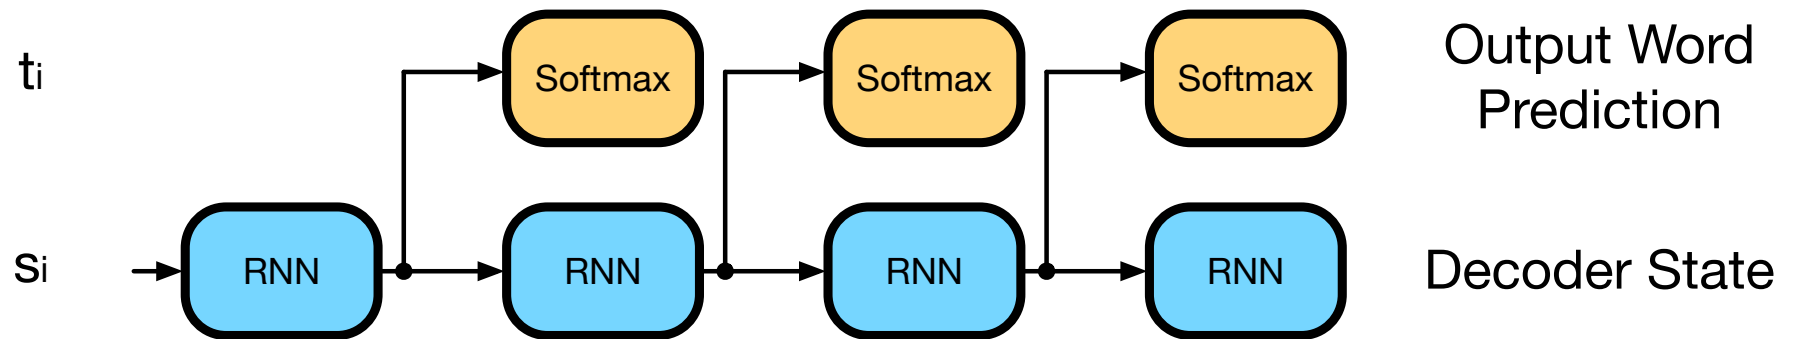 ti
Softmax
Softmax
Softmax
Output Word
Prediction
si
RNN
RNN
RNN
RNN
Decoder State